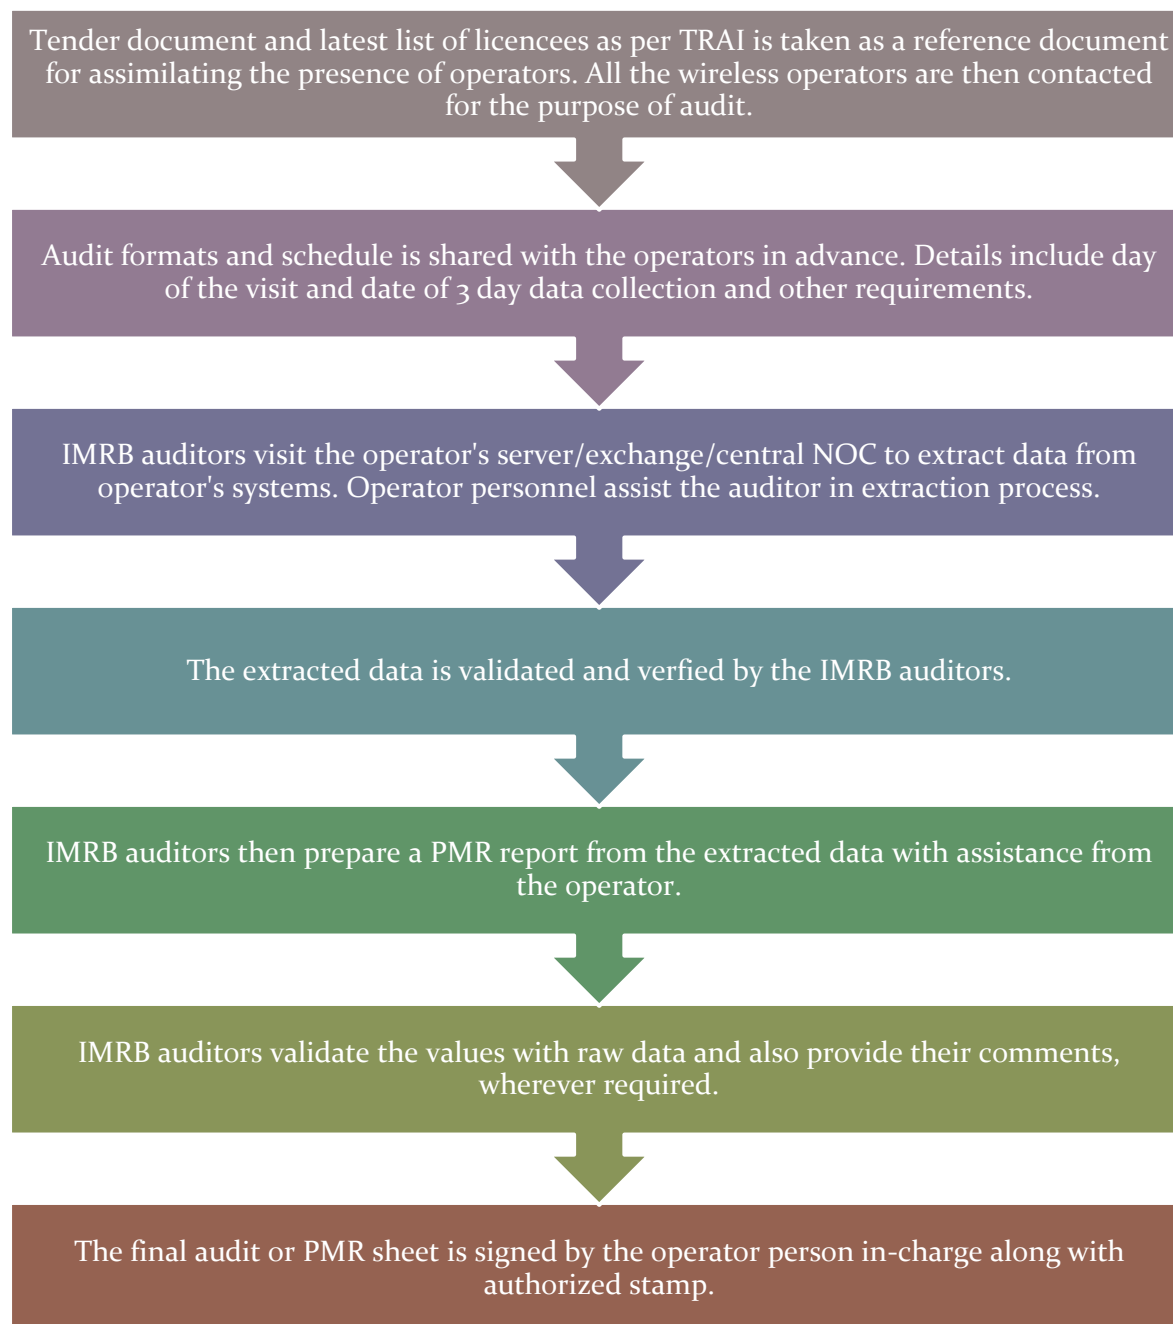 Tender document and latest list of licencees as per TRAI is taken as a reference document
for assimilating the presence of operators. All the wireless operators are then contacted
for the purpose of audit.
Audit formats and schedule is shared with the operators in advance. Details include day
of the visit and date of 3 day data collection and other requirements.
IMRB auditors visit the operator's server/exchange/central NOC to extract data from
operator's systems. Operator personnel assist the auditor in extraction process.
The extracted data is validated and verfied by the IMRB auditors.
IMRB auditors then prepare a PMR report from the extracted data with assistance from
the operator.
IMRB auditors validate the values with raw data and also provide their comments,
wherever required.
The final audit or PMR sheet is signed by the operator person in-charge along with
authorized stamp.